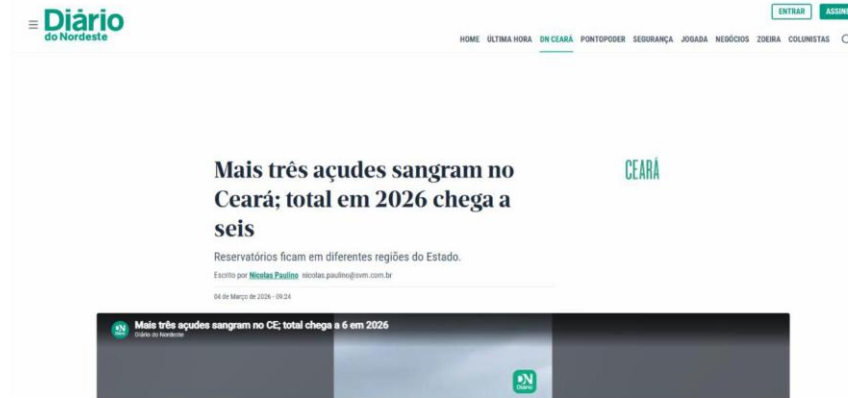 Diário
do Nordeste
ENTRAR
HOME ÚLTIMA HORA DN CEARÁ PONTOPODER SEGURANÇA JOGADA NEGÓCIOS ZOEIRA COLUNISTAS
Mais três açudes sangram no
Ceará; total em 2026 chega a
seis
CEARÁ
Reservatórios ficam em diferentes regiões do Estado.
Escrito por Nicolas Paulino nicolas.paulino@svm.com.br
04 de Março de 2026 - 09:24
DN
Diário
Mais três açudes sangram no CE; total chega a 6 em 2026
Diário do Nordeste
DN
Diário